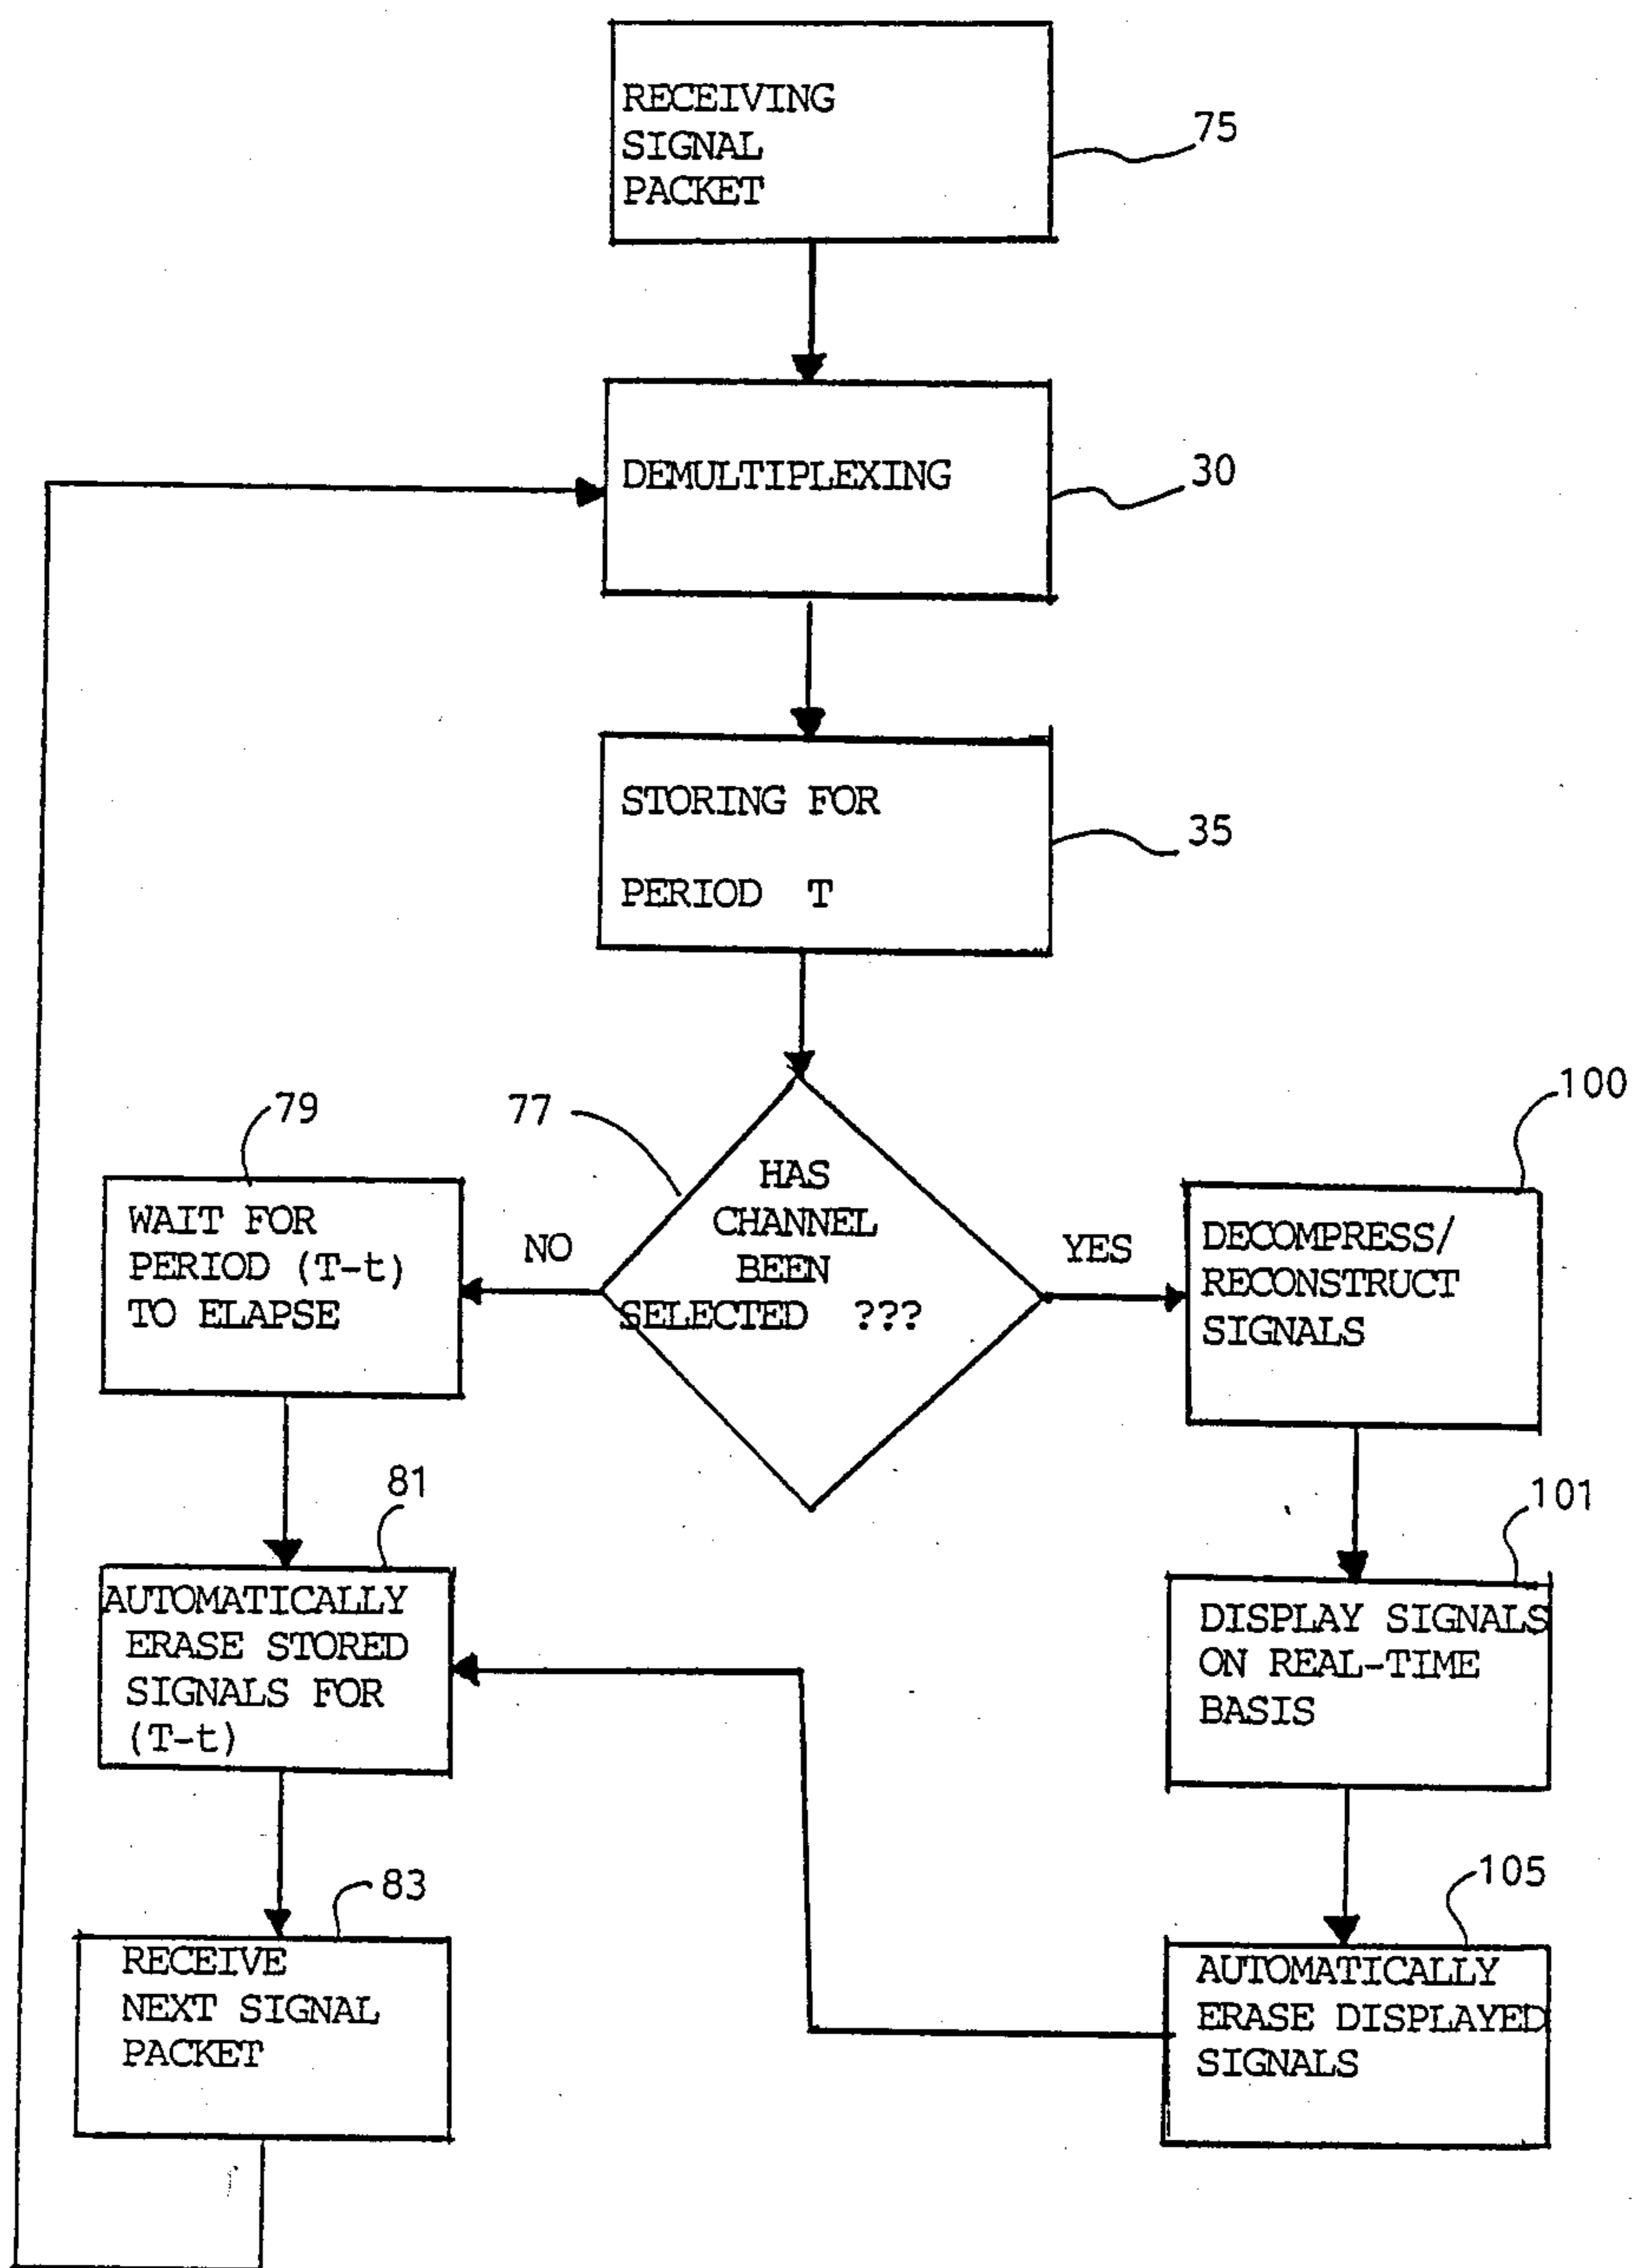 RECEIVING
SIGNAL
PACKET
75
DEMULTIPLEXING
30
STORING FOR
PERIOD T
35
77
HAS
CHANNEL
BEEN
SELECTED ???
NO
YES
79
WAIT FOR
PERIOD (T-t)
TO ELAPSE
100
DECOMPRESS/
RECONSTRUCT
SIGNALS
81
AUTOMATICALLY
ERASE STORED
SIGNALS FOR
(T-t)
101
DISPLAY SIGNALS
ON REAL-TIME
BASIS
83
RECEIVE
NEXT SIGNAL
PACKET
105
AUTOMATICALLY
ERASE DISPLAYED
SIGNALS